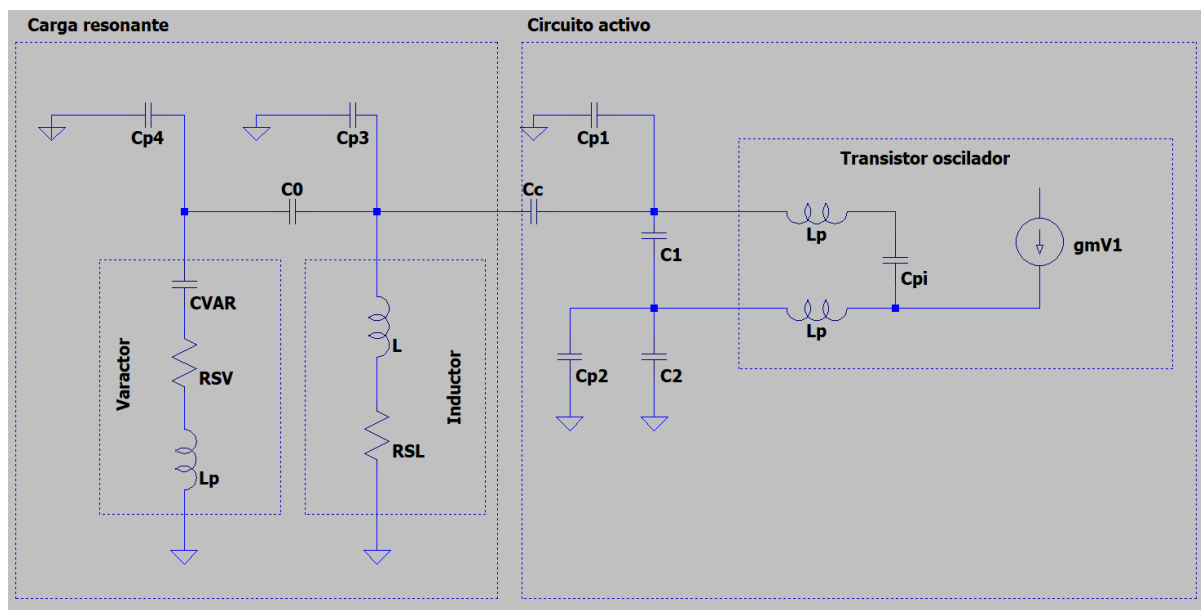 Carga resonante
Circuito activo
Cp4
Cp3
Cp1
Transistor oscilador
C0
Cc
Lp
gmV1
C1
Cpi
CVAR
L
Lp
Varactor
RSV
Inductor
Cp2
C2
RSL
Lp